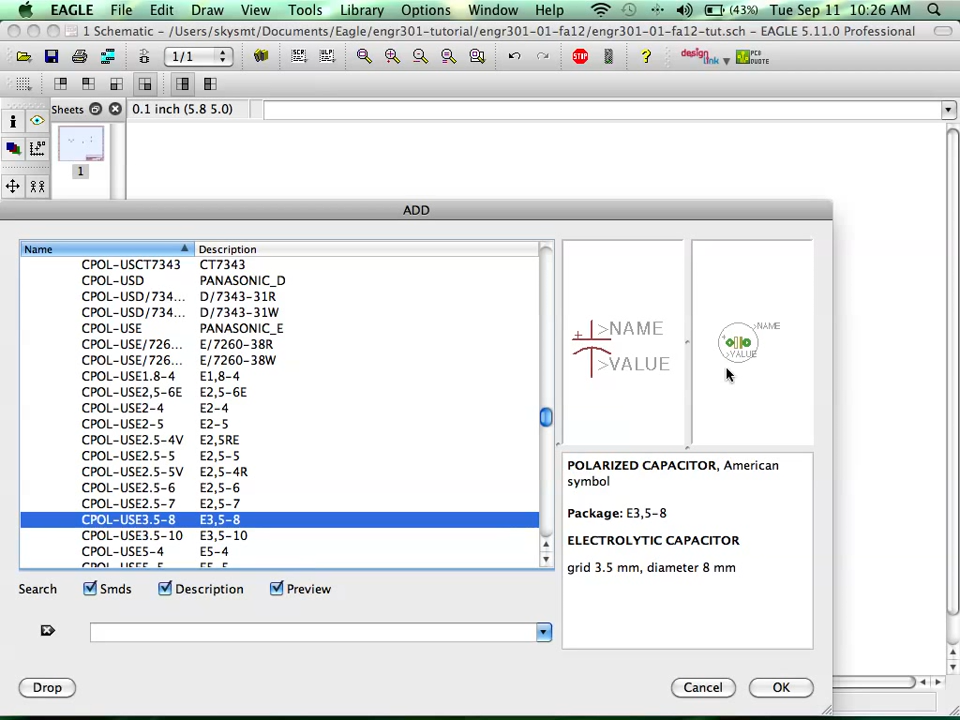 EAGLE File Edit Draw View Tools Library Options Window Help (43%) Tue Sep 11 10:26 AM
1 Schematic - /Users/skysmt/Documents/Eagle/engr301-tutorial/engr301-01-fa12/engr301-01-fa12-tut.sch - EAGLE 5.11.0 Professional
1/1 SCR ULP STOP ? design link PCB QUOTE
Sheets 0.1 inch (5.8 5.0)
1
ADD
Name Description
CPOL-USCT7343 CT7343
CPOL-USD PANASONIC_D
CPOL-USD/734... D/7343-31R
CPOL-USD/734... D/7343-31W
CPOL-USE PANASONIC_E
CPOL-USE/726... E/7260-38R
CPOL-USE/726... E/7260-38W
CPOL-USE1.8-4 E1,8-4
CPOL-USE2,5-6E E2,5-6E
CPOL-USE2-4 E2-4
CPOL-USE2-5 E2-5
CPOL-USE2.5-4V E2,5RE
CPOL-USE2.5-5 E2,5-5
CPOL-USE2.5-5V E2,5-4R
CPOL-USE2.5-6 E2,5-6
CPOL-USE2.5-7 E2,5-7
CPOL-USE3.5-8 E3,5-8
CPOL-USE3.5-10 E3,5-10
CPOL-USE5-4 E5-4
>NAME
>VALUE
>NAME
>VALUE
POLARIZED CAPACITOR, American
symbol
Package: E3,5-8
ELECTROLYTIC CAPACITOR
grid 3.5 mm, diameter 8 mm
Search Smds Description Preview
Drop Cancel OK